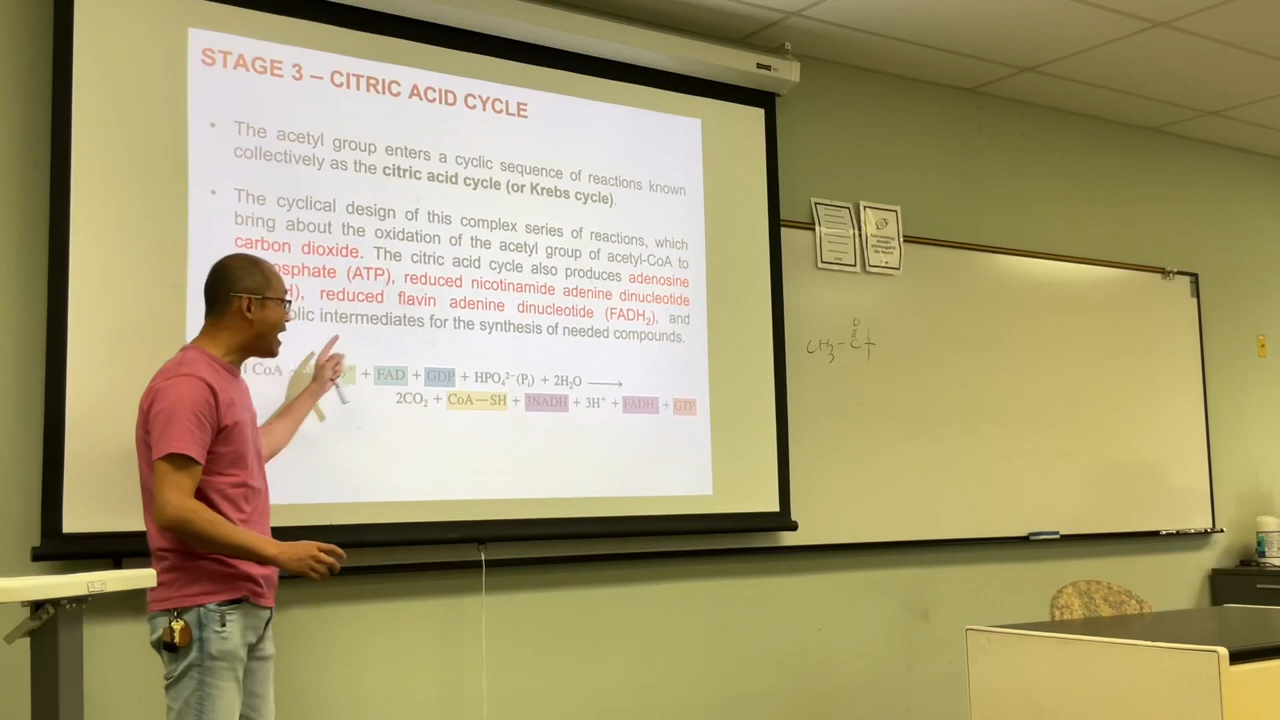 STAGE 3 – CITRIC ACID CYCLE
• The acetyl group enters a cyclic sequence of reactions known
collectively as the citric acid cycle (or Krebs cycle).
• The cyclical design of this complex series of reactions, which
bring about the oxidation of the acetyl group of acetyl-CoA to
carbon dioxide. The citric acid cycle also produces adenosine
(ATP), reduced nicotinamide adenine dinucleotide
reduced flavin adenine dinucleotide (FADH₂), and
intermediates for the synthesis of needed compounds.
CoA + FAD + GDP + HPO₄²⁻(Pᵢ) + 2H₂O ⟶
2CO₂ + CoA—SH + 3NADH + 3H⁺ + FADH₂ + GTP
O
CH₃–C